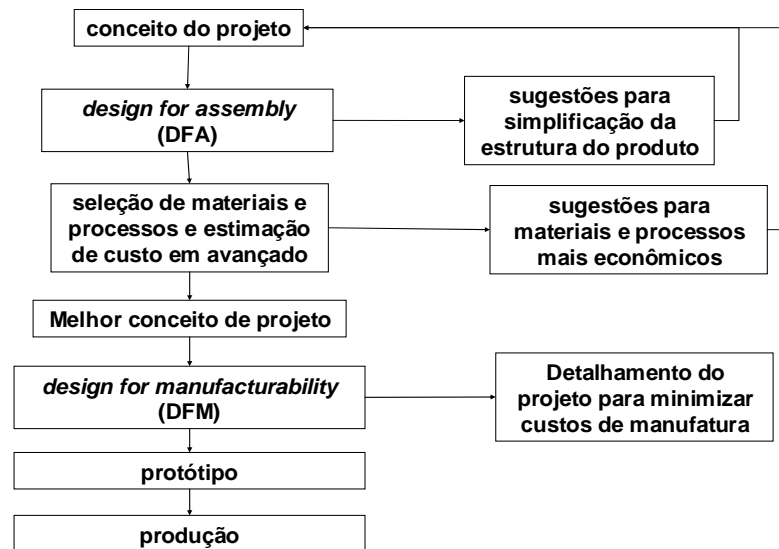 conceito do projeto
design for assembly
(DFA)
sugestões para
simplificação da
estrutura do produto
seleção de materiais e
processos e estimação
de custo em avançado
sugestões para
materiais e processos
mais econômicos
Melhor conceito de projeto
design for manufacturability
(DFM)
Detalhamento do
projeto para minimizar
custos de manufatura
protótipo
produção